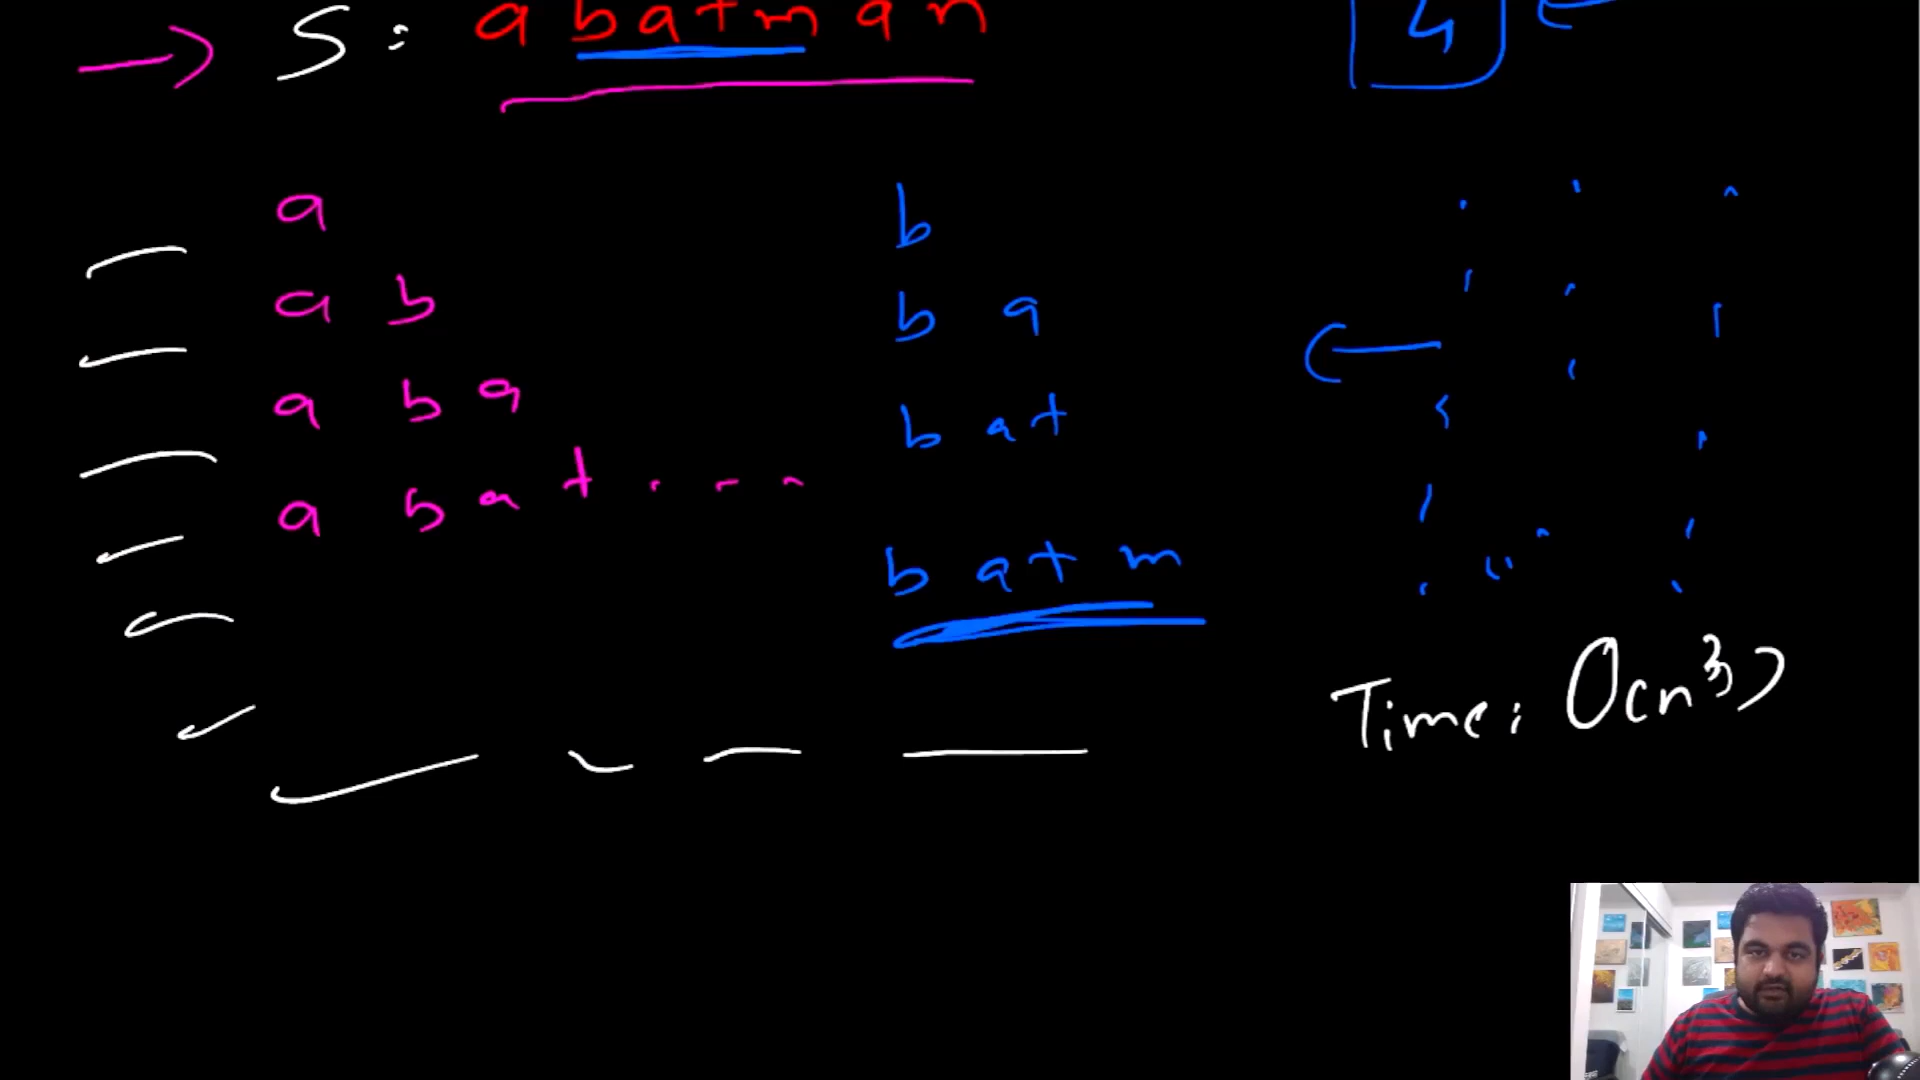 S: abatman
4
a
a b
a b a
a b a t . . .
b
b a
b a t
b a t m
Time: O(n³)